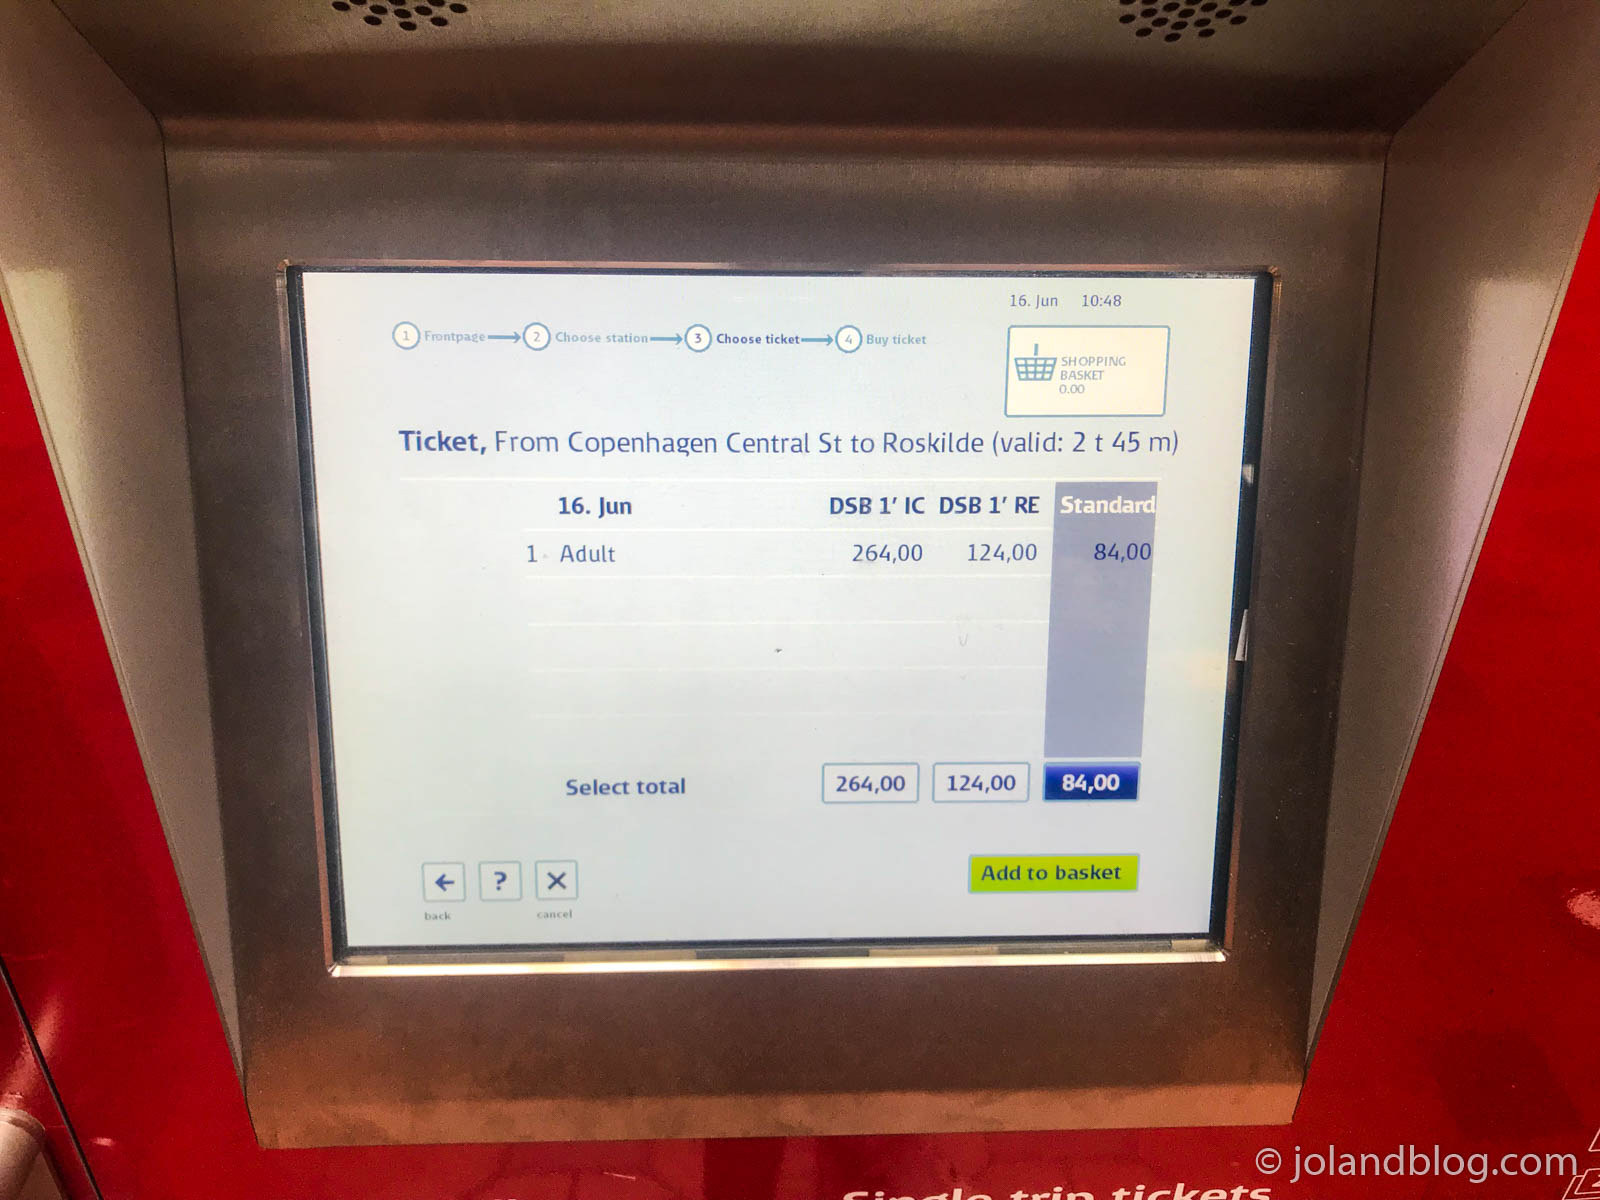 16. Jun 10:48
1 Frontpage 2 Choose station 3 Choose ticket 4 Buy ticket
SHOPPING
BASKET
0.00
Ticket, From Copenhagen Central St to Roskilde (valid: 2 t 45 m)
16. Jun DSB 1' IC DSB 1' RE Standard
1 Adult 264,00 124,00 84,00
Select total 264,00 124,00 84,00
Add to basket
← ? X
back cancel
© jolandblog.com
Single trip tickets